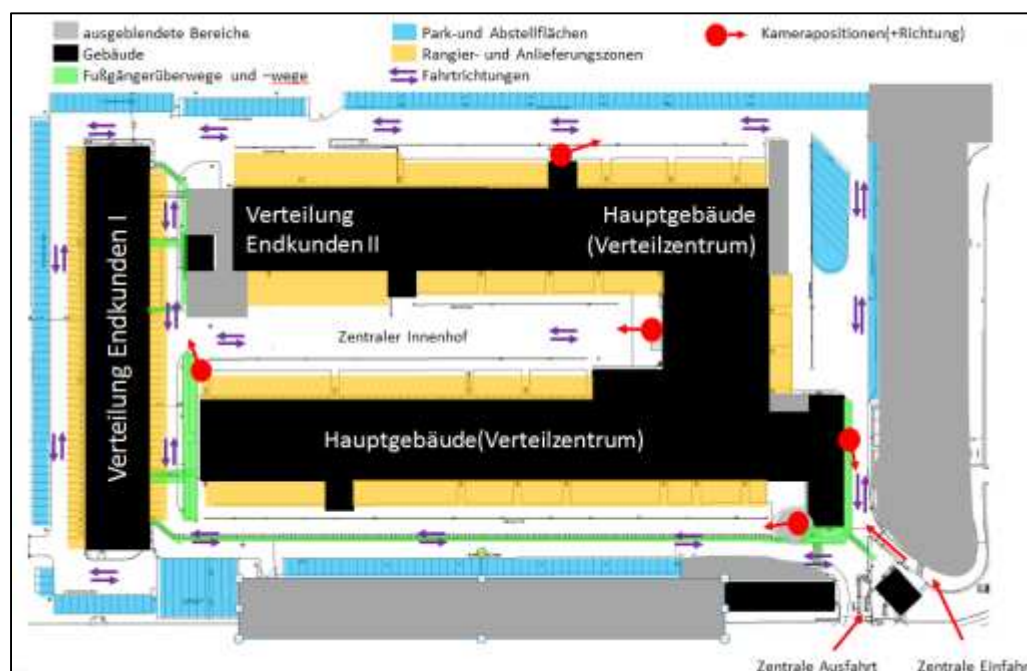 ausgeblendete Bereiche
Gebäude
Fußgängerüberwege und –wege
Park-und Abstellflächen
Rangier- und Anlieferungszonen
Fahrtrichtungen
Kamerapositionen(+Richtung)
Verteilung Endkunden I
Verteilung
Endkunden II
Hauptgebäude
(Verteilzentrum)
Zentraler Innenhof
Hauptgebäude(Verteilzentrum)
Zentrale Ausfahrt
Zentrale Einfahr